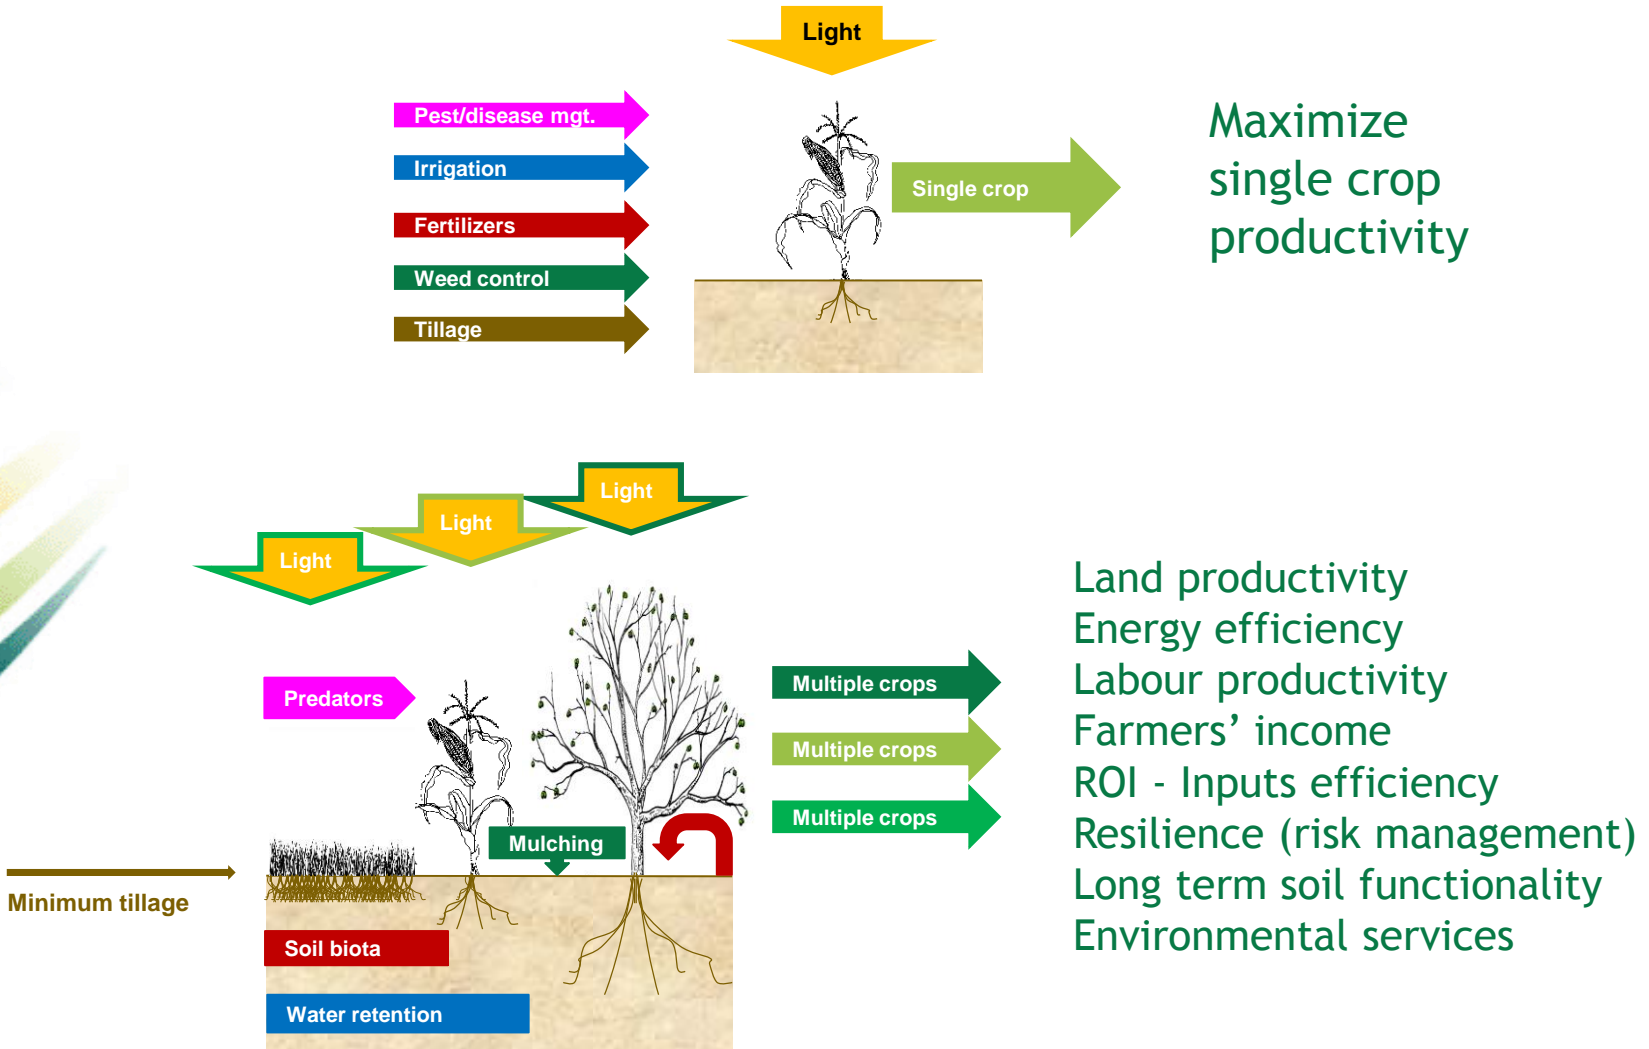 Light
Pest/disease mgt.
Irrigation
Fertilizers
Weed control
Tillage
Single crop
Maximize
single crop
productivity
Light
Light
Light
Predators
Mulching
Minimum tillage
Soil biota
Water retention
Multiple crops
Multiple crops
Multiple crops
Land productivity
Energy efficiency
Labour productivity
Farmers’ income
ROI - Inputs efficiency
Resilience (risk management)
Long term soil functionality
Environmental services